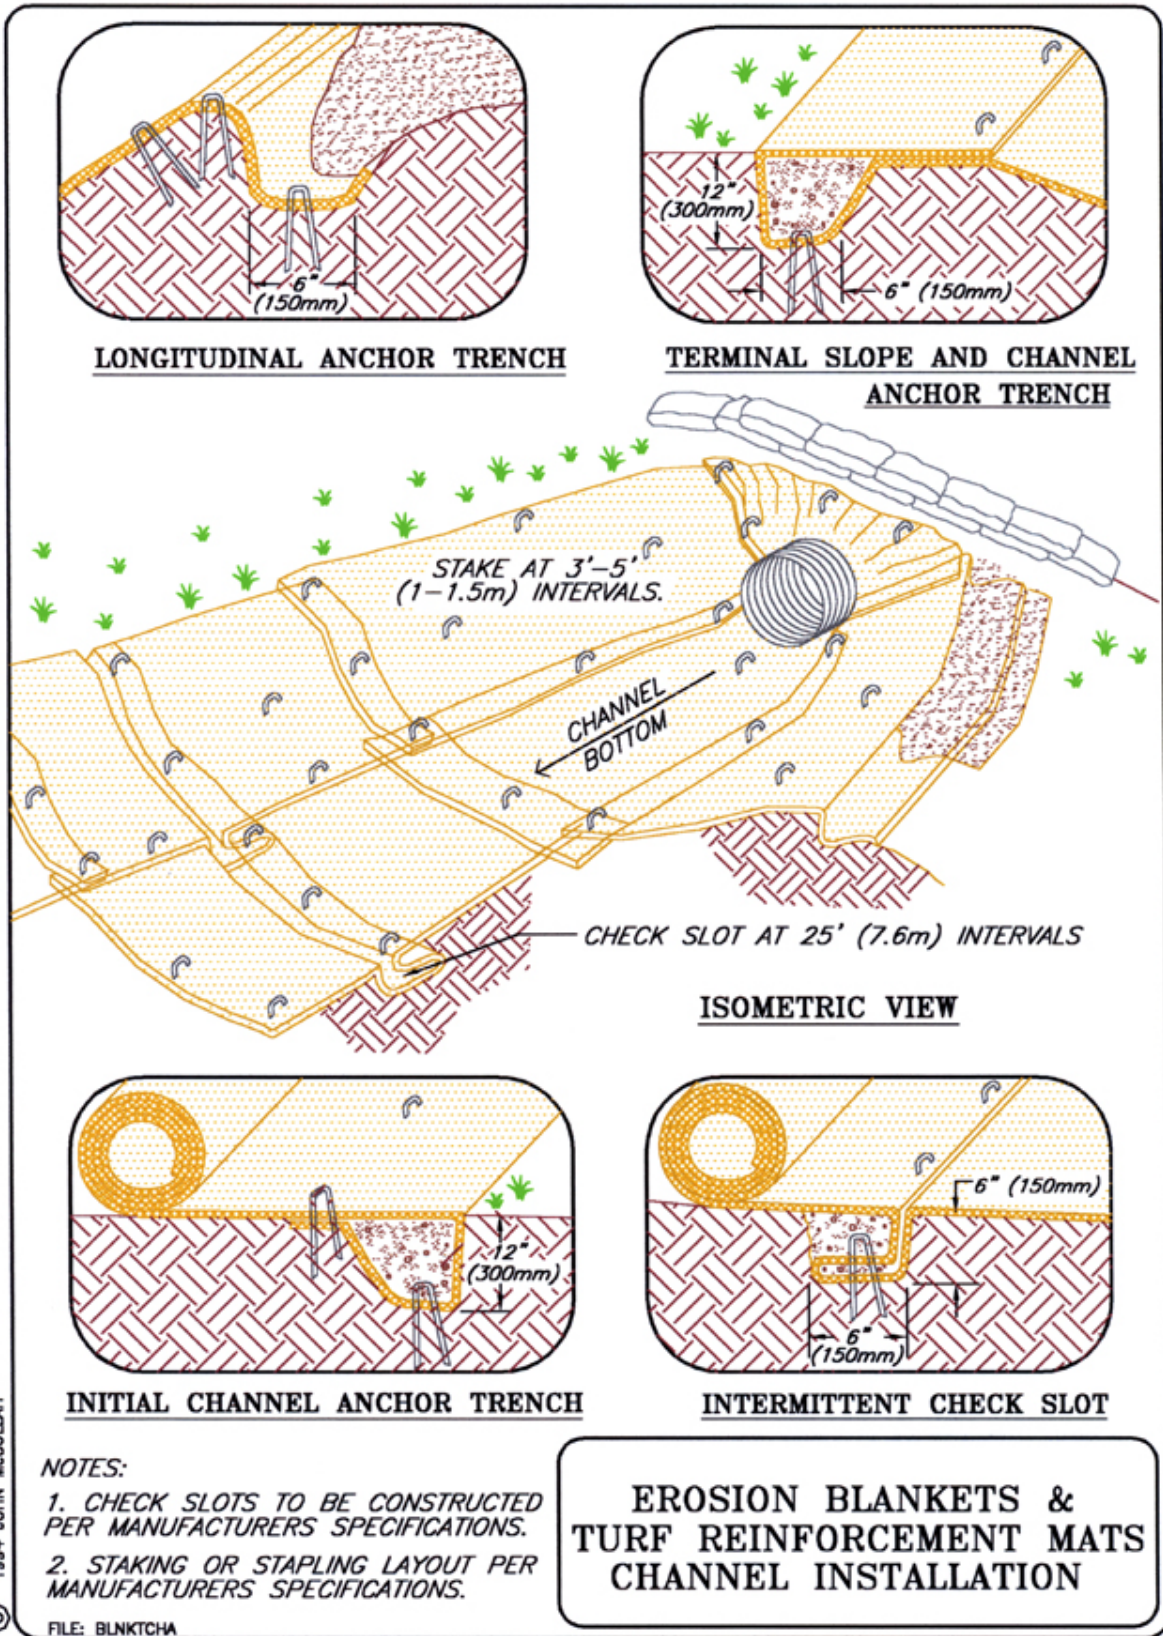 6"
(150mm)
LONGITUDINAL ANCHOR TRENCH
12"
(300mm)
6" (150mm)
TERMINAL SLOPE AND CHANNEL
ANCHOR TRENCH
STAKE AT 3'-5'
(1-1.5m) INTERVALS.
CHANNEL
BOTTOM
CHECK SLOT AT 25' (7.6m) INTERVALS
ISOMETRIC VIEW
12"
(300mm)
INITIAL CHANNEL ANCHOR TRENCH
6" (150mm)
6"
(150mm)
INTERMITTENT CHECK SLOT
NOTES:
1. CHECK SLOTS TO BE CONSTRUCTED
PER MANUFACTURERS SPECIFICATIONS.
2. STAKING OR STAPLING LAYOUT PER
MANUFACTURERS SPECIFICATIONS.
FILE: BLNKTCHA
EROSION BLANKETS &
TURF REINFORCEMENT MATS
CHANNEL INSTALLATION
© 1994 JOHN